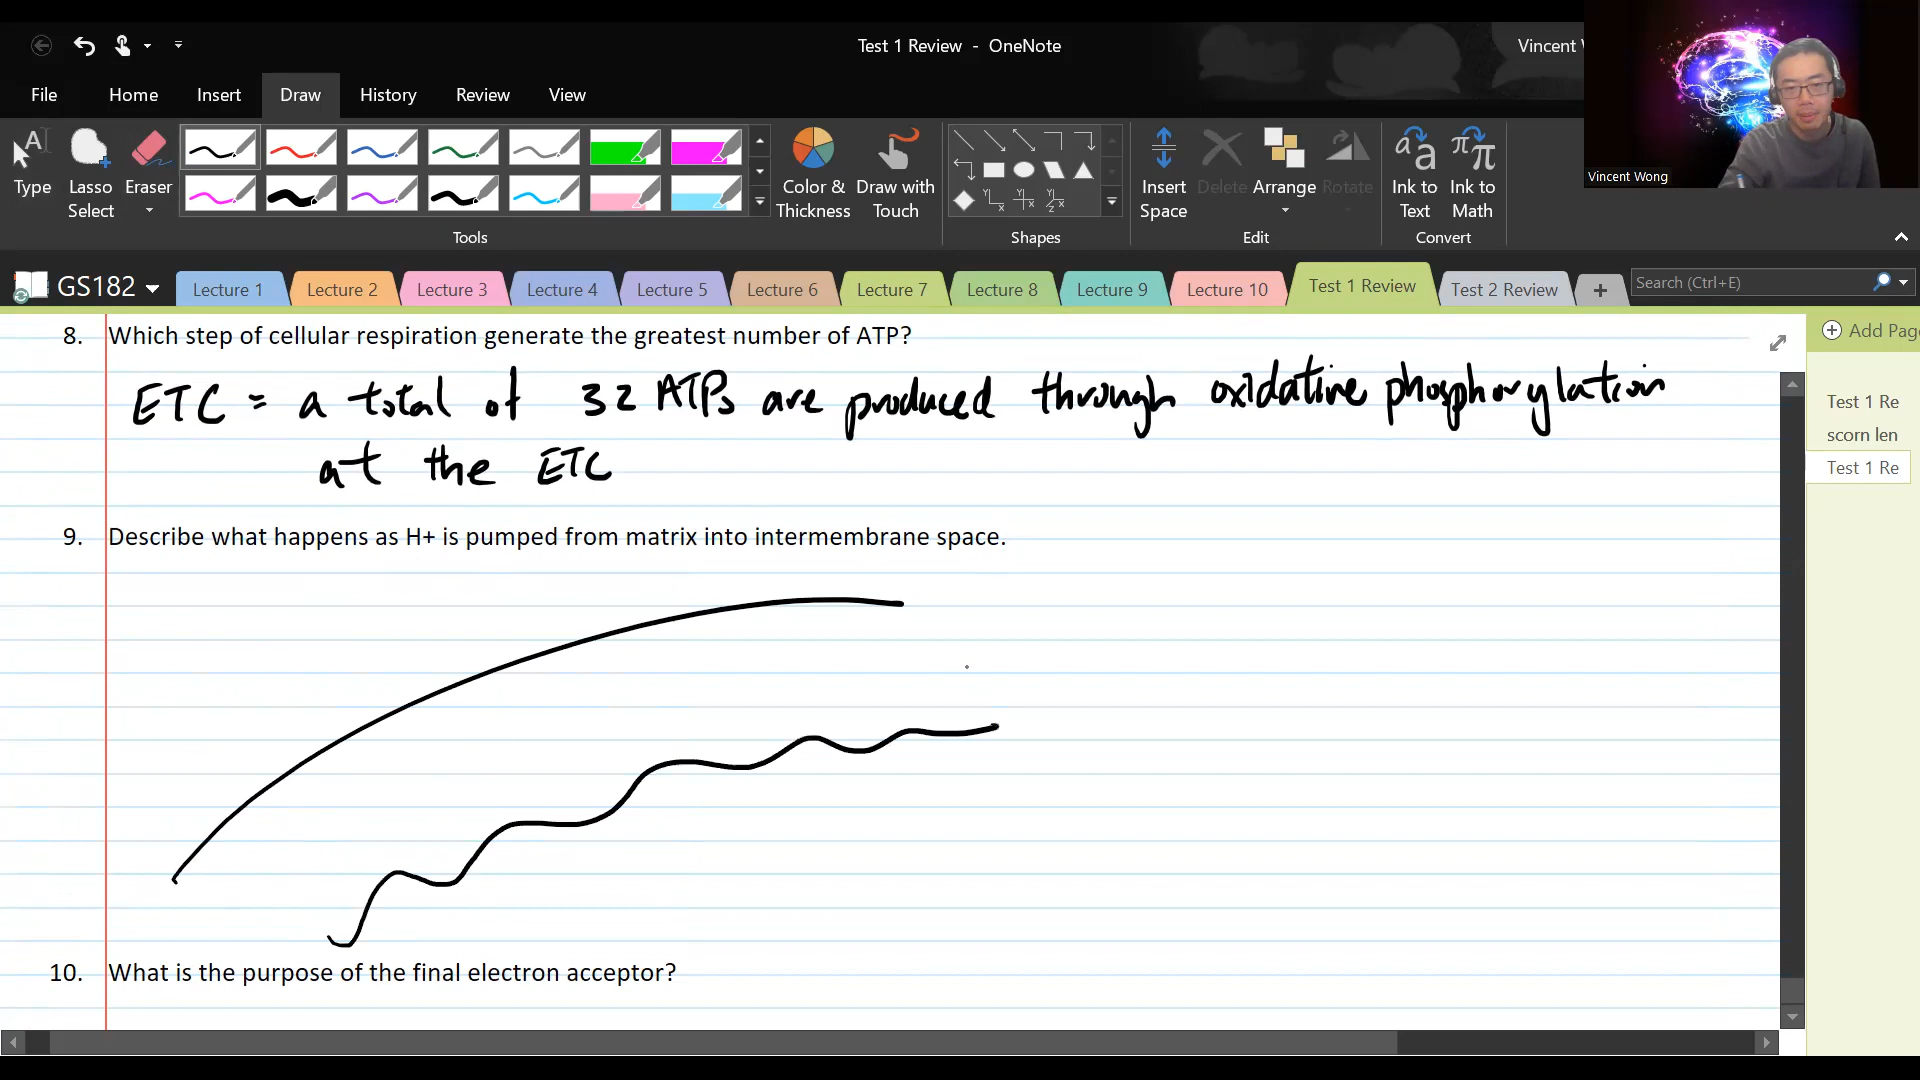 Test 1 Review - OneNote
Vincent W
File Home Insert Draw History Review View
Type
Lasso Select
Eraser
Color & Thickness
Draw with Touch
Insert Space
Delete
Arrange
Rotate
Ink to Text
Ink to Math
Tools
Shapes
Edit
Convert
Vincent Wong
GS182
Lecture 1 Lecture 2 Lecture 3 Lecture 4 Lecture 5 Lecture 6 Lecture 7 Lecture 8 Lecture 9 Lecture 10 Test 1 Review Test 2 Review
Search (Ctrl+E)
Add Page
Test 1 Re
scorn len
Test 1 Re
8. Which step of cellular respiration generate the greatest number of ATP?
ETC = a total of 32 ATPs are produced through oxidative phosphorylation
at the ETC
9. Describe what happens as H+ is pumped from matrix into intermembrane space.
10. What is the purpose of the final electron acceptor?